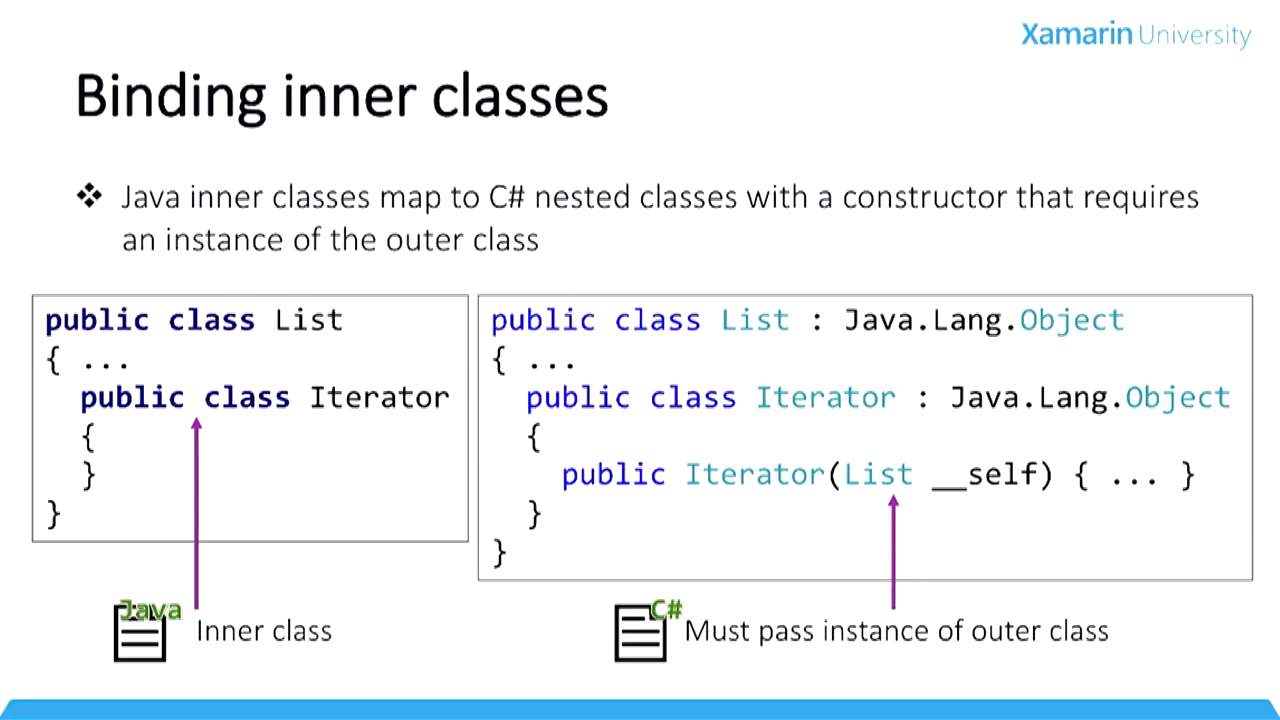 Xamarin University
Binding inner classes
❖ Java inner classes map to C# nested classes with a constructor that requires
an instance of the outer class
public class List
{ ...
public class Iterator
{
}
}
Java
Inner class
public class List : Java.Lang.Object
{ ...
public class Iterator : Java.Lang.Object
{
public Iterator(List __self) { ... }
}
}
C#
Must pass instance of outer class